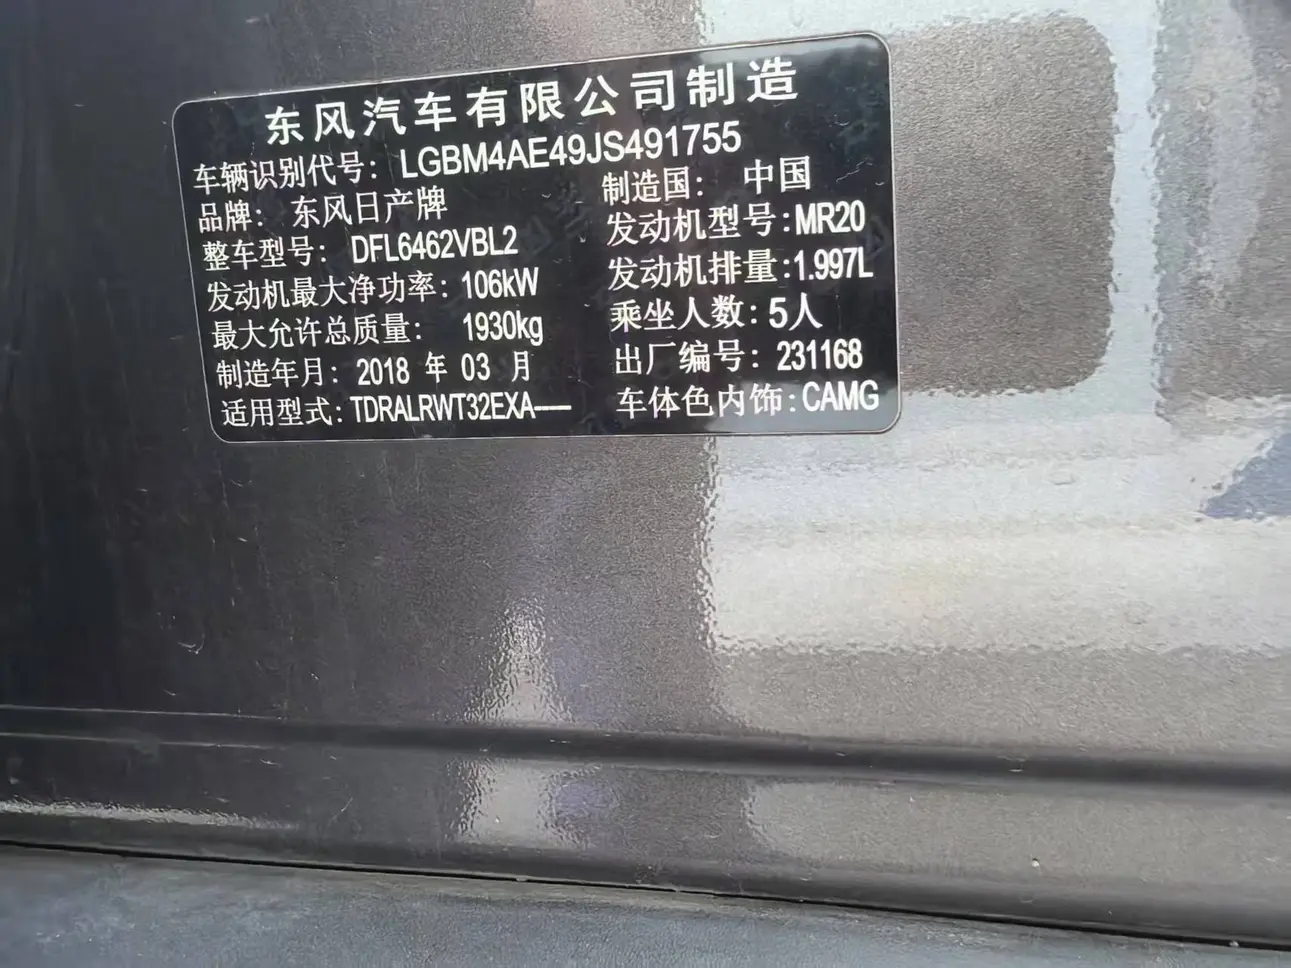 东风汽车有限公司制造
车辆识别代号：LGBM4AE49JS491755
品牌：东风日产牌 制造国：中国
整车型号：DFL6462VBL2 发动机型号:MR20
发动机最大净功率：106kW 发动机排量:1.997L
最大允许总质量：1930kg 乘坐人数：5人
制造年月：2018 年 03 月 出厂编号：231168
适用型式：TDRALRWT32EXA-— 车体色内饰:CAMG